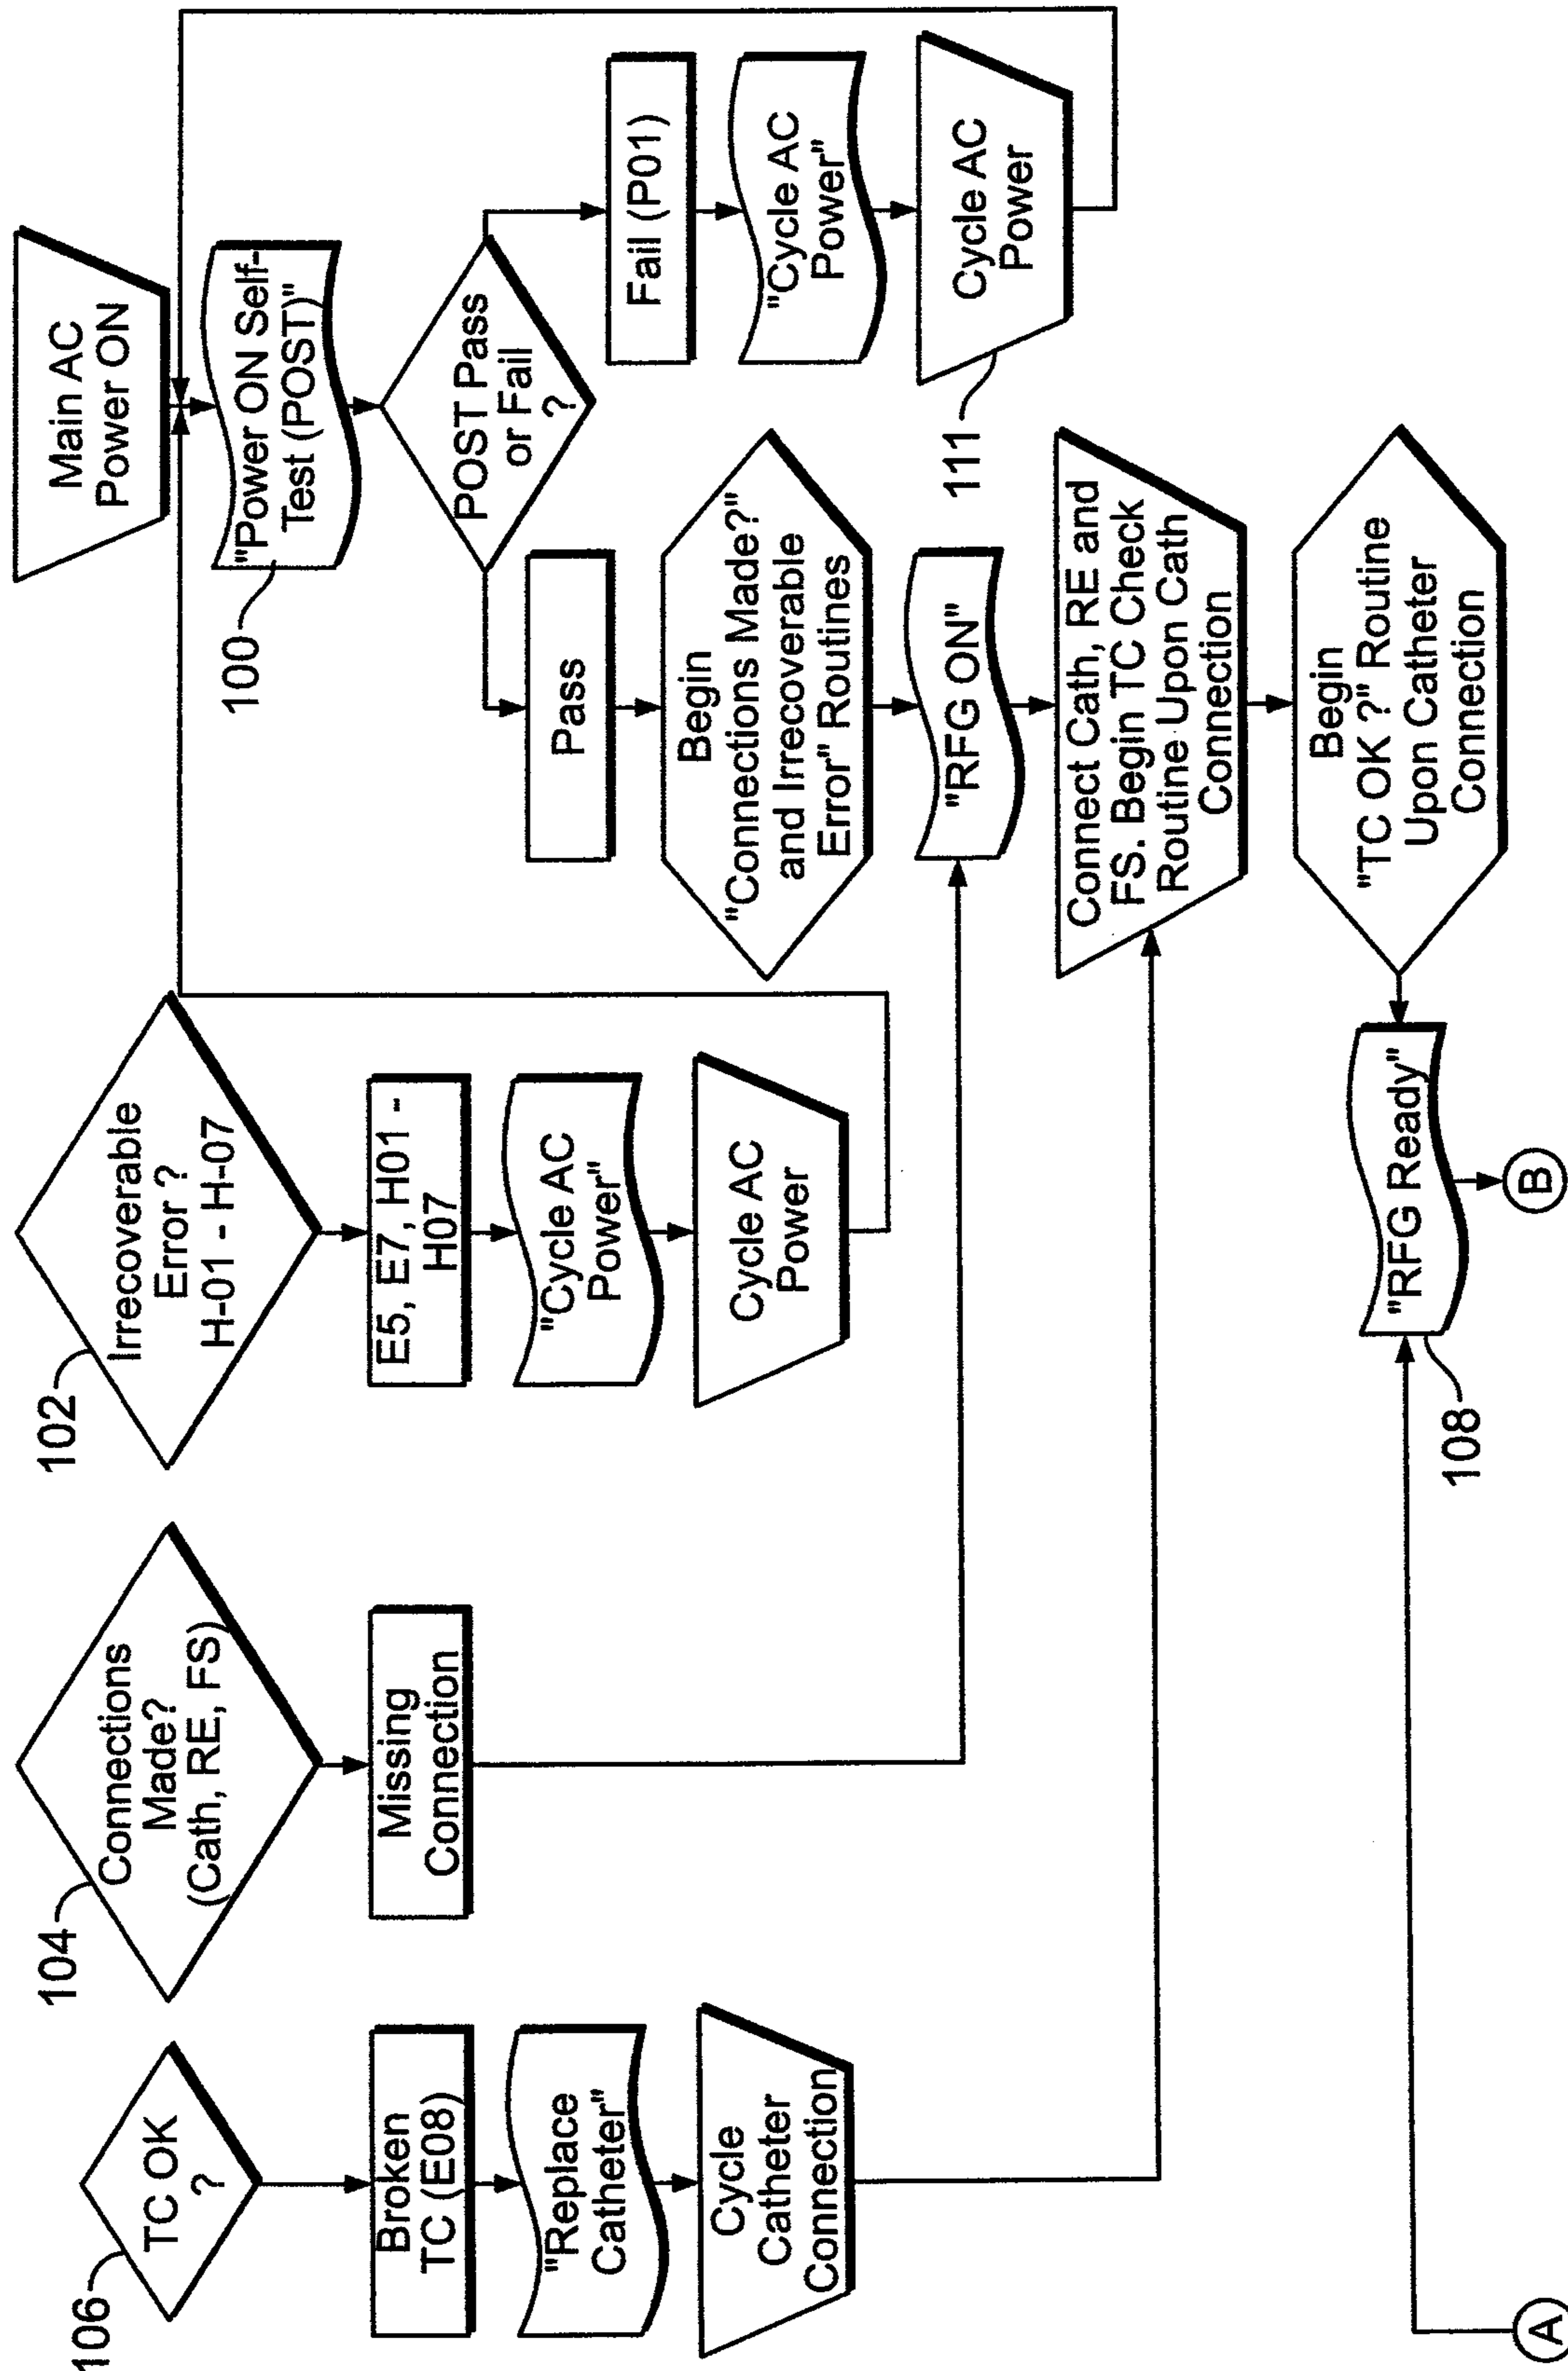 106
TC OK
?
Broken
TC (E08)
"Replace
Catheter"
Cycle
Catheter
Connection
104
Connections
Made?
(Cath, RE, FS)
Missing
Connection
102
Irrecoverable
Error ?
H-01 - H-07
E5, E7, H01 -
H07
"Cycle AC
Power"
Cycle AC
Power
Main AC
Power ON
100
"Power ON Self-
Test (POST)"
POST Pass
or Fail
?
Pass
Fail (P01)
"Cycle AC
Power"
111
Cycle AC
Power
Begin
"Connections Made?"
and Irrecoverable
Error" Routines
"RFG ON"
Connect Cath, RE and
FS. Begin TC Check
Routine Upon Cath
Connection
Begin
"TC OK ?" Routine
Upon Catheter
Connection
108
"RFG Ready"
A
B